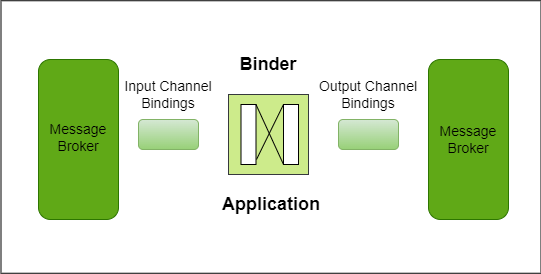 Binder
Input Channel
Bindings
Output Channel
Bindings
Message
Broker
Message
Broker
Application